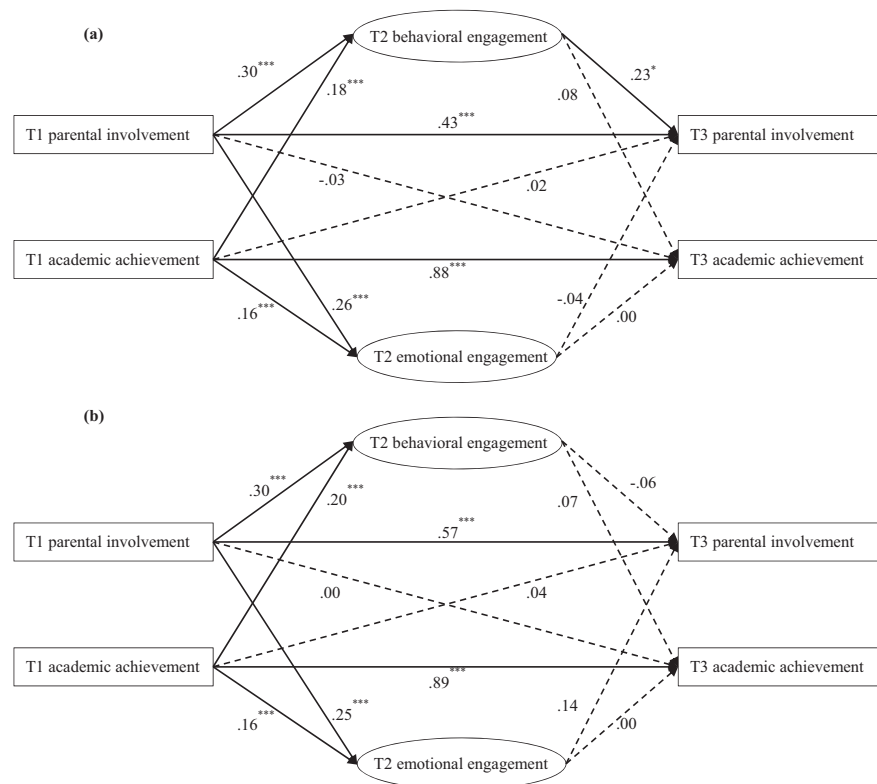 (a)
T2 behavioral engagement
.30***
.18***
.23*
.08
T1 parental involvement
.43***
T3 parental involvement
-.03
.02
T1 academic achievement
.88***
T3 academic achievement
.16***
.26***
-.04
.00
T2 emotional engagement
(b)
T2 behavioral engagement
.30***
.20***
-.06
.07
T1 parental involvement
.57***
T3 parental involvement
.00
.04
T1 academic achievement
.89***
T3 academic achievement
.16***
.25***
.14
.00
T2 emotional engagement